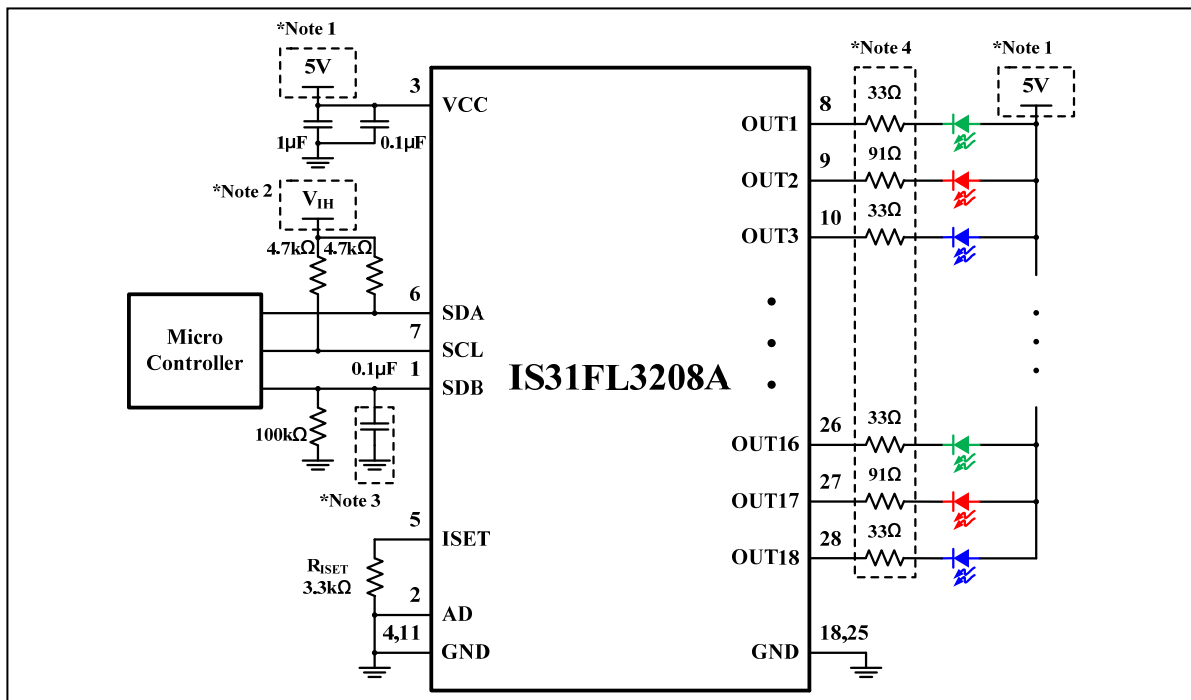 *Note 1
5V
3
VCC
1µF
0.1µF
*Note 2
VIH
4.7kΩ
4.7kΩ
Micro
Controller
6
SDA
7
SCL
0.1µF
1
SDB
100kΩ
*Note 3
5
ISET
RISET
3.3kΩ
2
AD
4,11
GND
IS31FL3208A
*Note 4
*Note 1
5V
OUT1
8
33Ω
OUT2
9
91Ω
OUT3
10
33Ω
OUT16
26
33Ω
OUT17
27
91Ω
OUT18
28
33Ω
GND
18,25